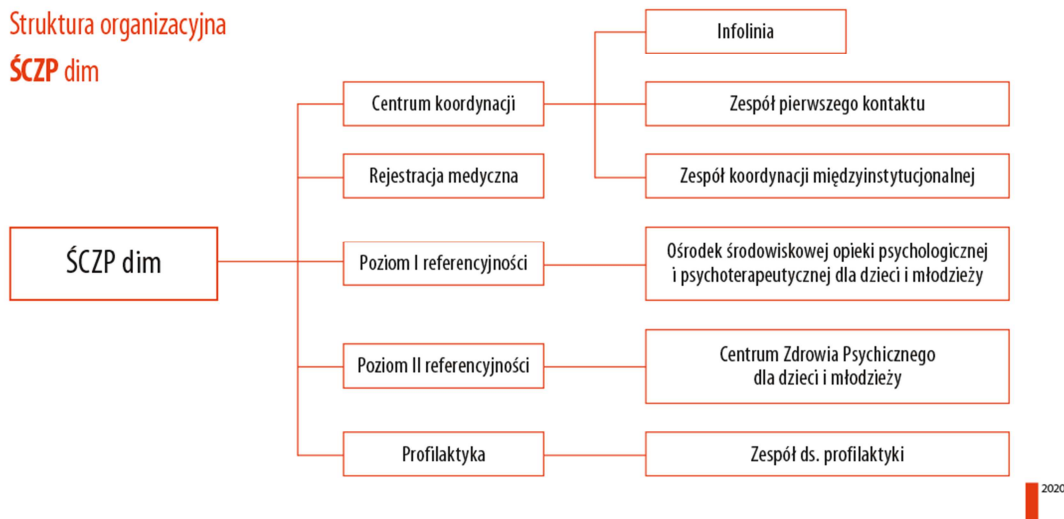 Struktura organizacyjna
ŚCZP dim
Infolinia
Centrum koordynacji
Zespół pierwszego kontaktu
Rejestracja medyczna
Zespół koordynacji międzyinstytucjonalnej
ŚCZP dim
Poziom I referencyjności
Ośrodek środowiskowej opieki psychologicznej
i psychoterapeutycznej dla dzieci i młodzieży
Poziom II referencyjności
Centrum Zdrowia Psychicznego
dla dzieci i młodzieży
Profilaktyka
Zespół ds. profilaktyki
2020